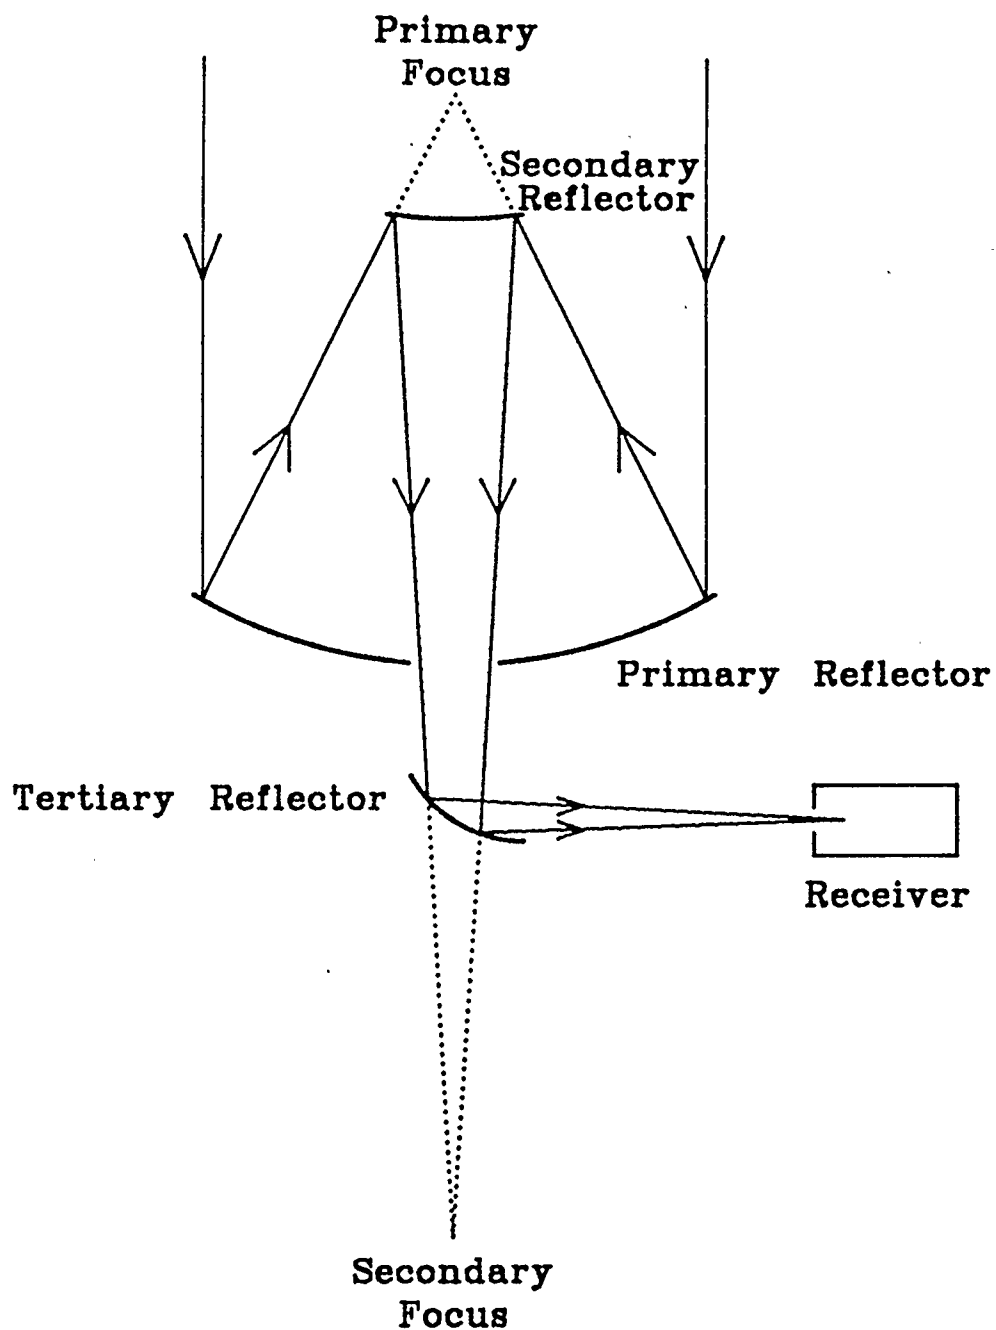 Primary
Focus
Secondary
Reflector
Primary Reflector
Tertiary Reflector
Receiver
Secondary
Focus